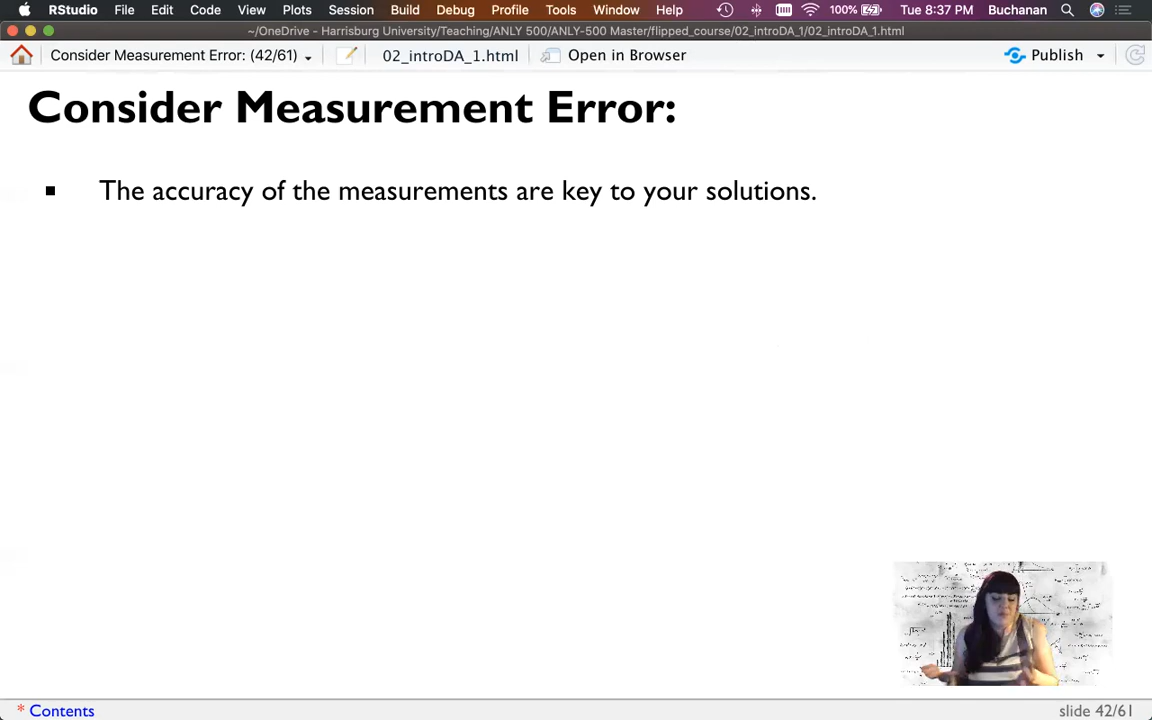 RStudio File Edit Code View Plots Session Build Debug Profile Tools Window Help 100% Tue 8:37 PM Buchanan
~/OneDrive - Harrisburg University/Teaching/ANLY 500/ANLY-500 Master/flipped_course/02_introDA_1/02_introDA_1.html
Consider Measurement Error: (42/61) 02_introDA_1.html Open in Browser Publish
Consider Measurement Error:
▪ The accuracy of the measurements are key to your solutions.
* Contents slide 42/61